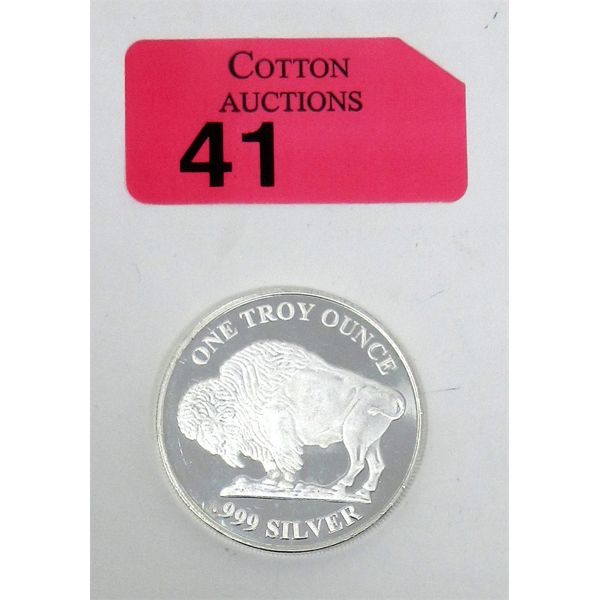 COTTON
AUCTIONS
41
ONE TROY OUNCE
.999 SILVER